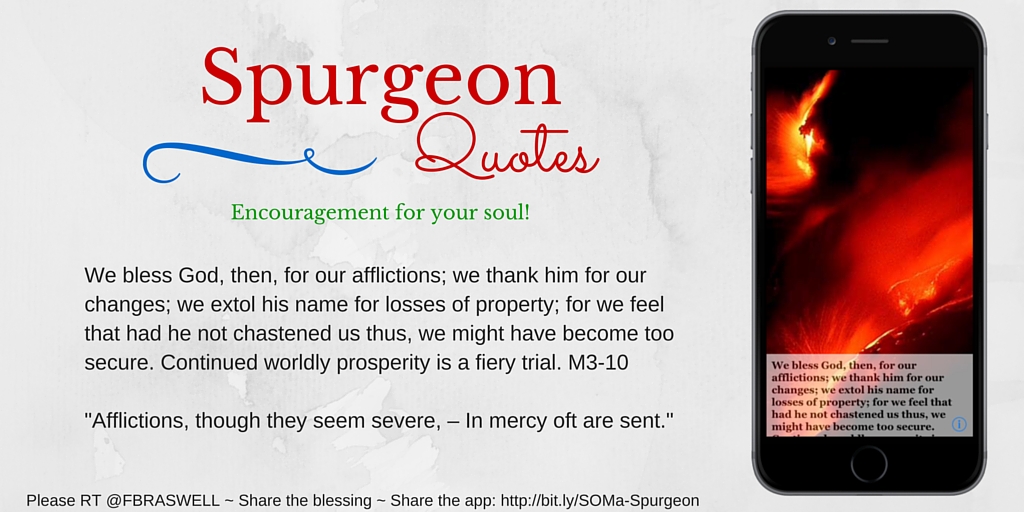 Spurgeon
Quotes
Encouragement for your soul!
We bless God, then, for our afflictions; we thank him for our
changes; we extol his name for losses of property; for we feel
that had he not chastened us thus, we might have become too
secure. Continued worldly prosperity is a fiery trial. M3-10
"Afflictions, though they seem severe, – In mercy oft are sent."
Please RT @FBRASWELL ~ Share the blessing ~ Share the app: http://bit.ly/SOMa-Spurgeon
We bless God, then, for our
afflictions; we thank him for our
changes; we extol his name for
losses of property; for we feel that
had he not chastened us thus, we
might have become too secure.